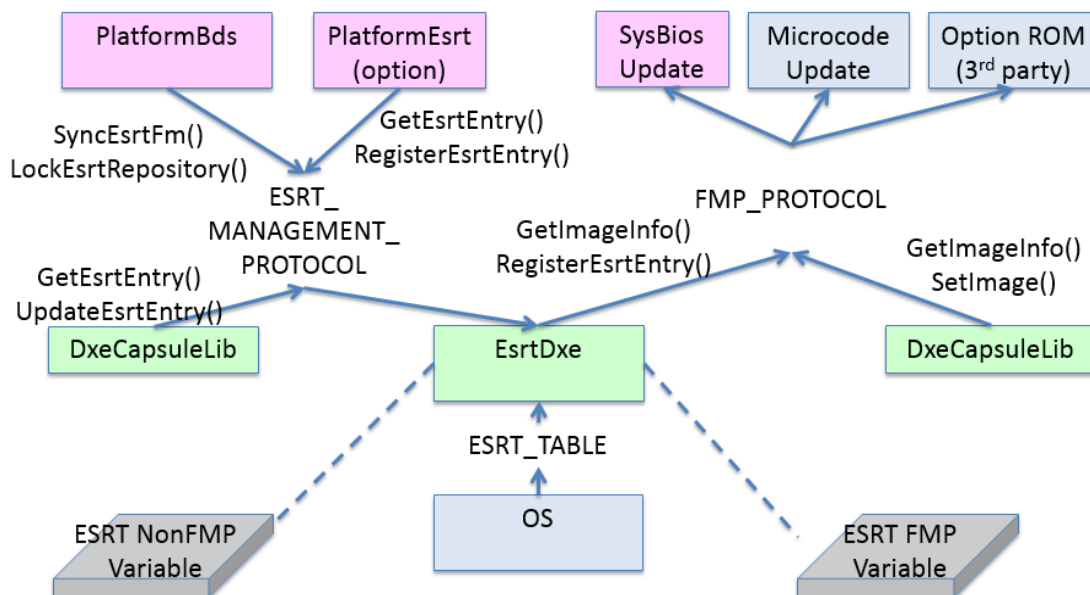 PlatformBds
PlatformEsrt
(option)
SysBios
Update
Microcode
Update
Option ROM
(3rd party)
SyncEsrtFm()
LockEsrtRepository()
GetEsrtEntry()
RegisterEsrtEntry()
ESRT_
MANAGEMENT_
PROTOCOL
FMP_PROTOCOL
GetImageInfo()
RegisterEsrtEntry()
GetEsrtEntry()
UpdateEsrtEntry()
GetImageInfo()
SetImage()
DxeCapsuleLib
EsrtDxe
DxeCapsuleLib
ESRT_TABLE
OS
ESRT NonFMP
Variable
ESRT FMP
Variable